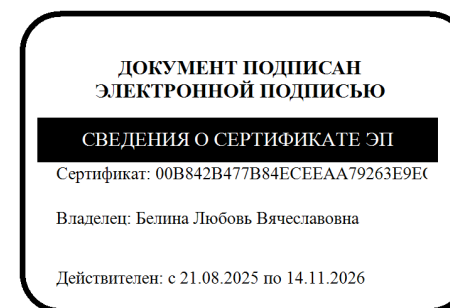 ДОКУМЕНТ ПОДПИСАН
ЭЛЕКТРОННОЙ ПОДПИСЬЮ
СВЕДЕНИЯ О СЕРТИФИКАТЕ ЭП
Сертификат: 00B842B477B84ECEEAA79263E9EC
Владелец: Белина Любовь Вячеславовна
Действителен: с 21.08.2025 по 14.11.2026